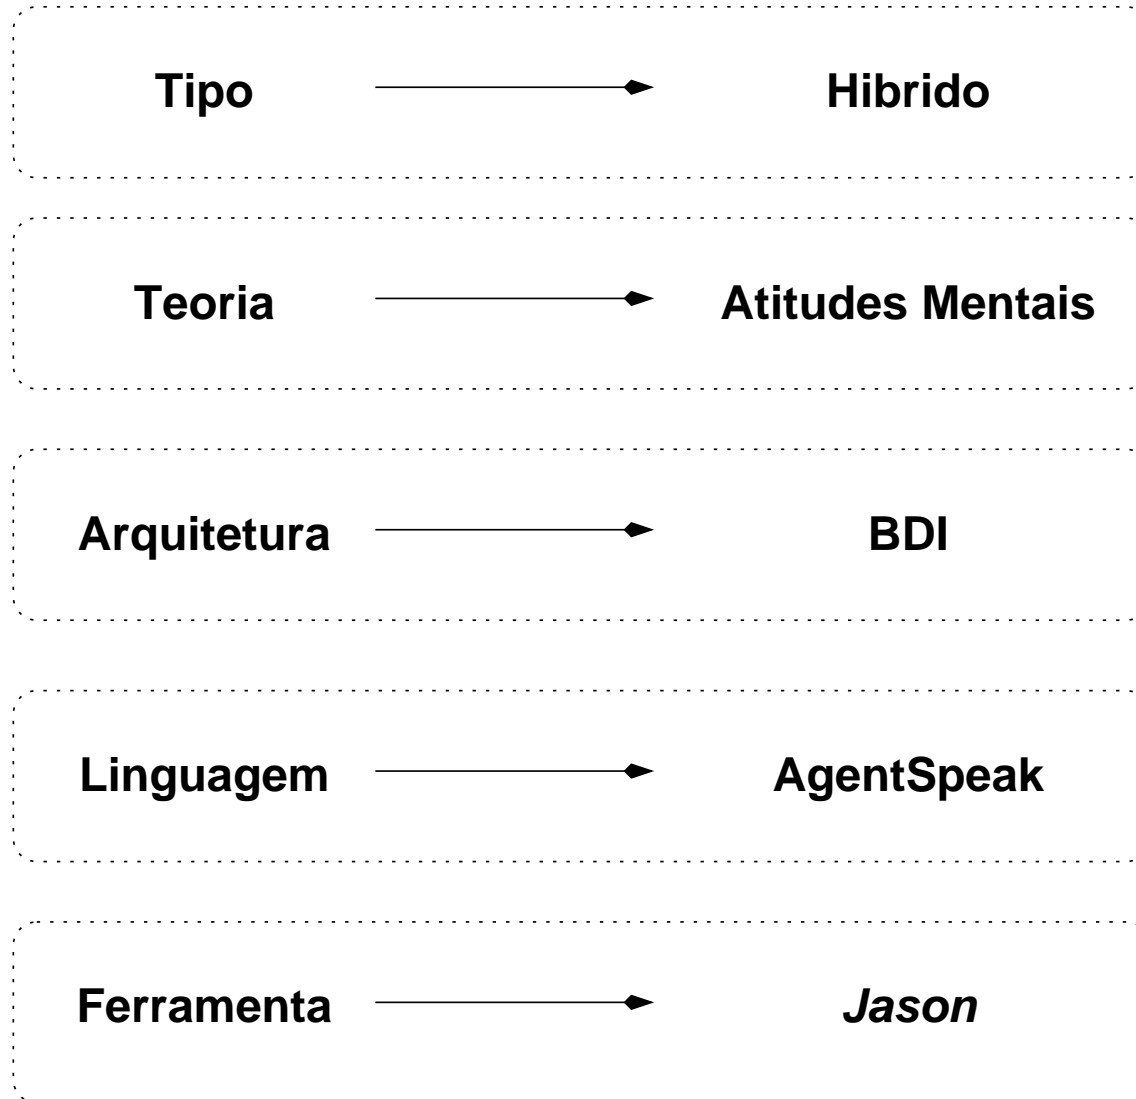 Tipo Hibrido
Teoria Atitudes Mentais
Arquitetura BDI
Linguagem AgentSpeak
Ferramenta Jason